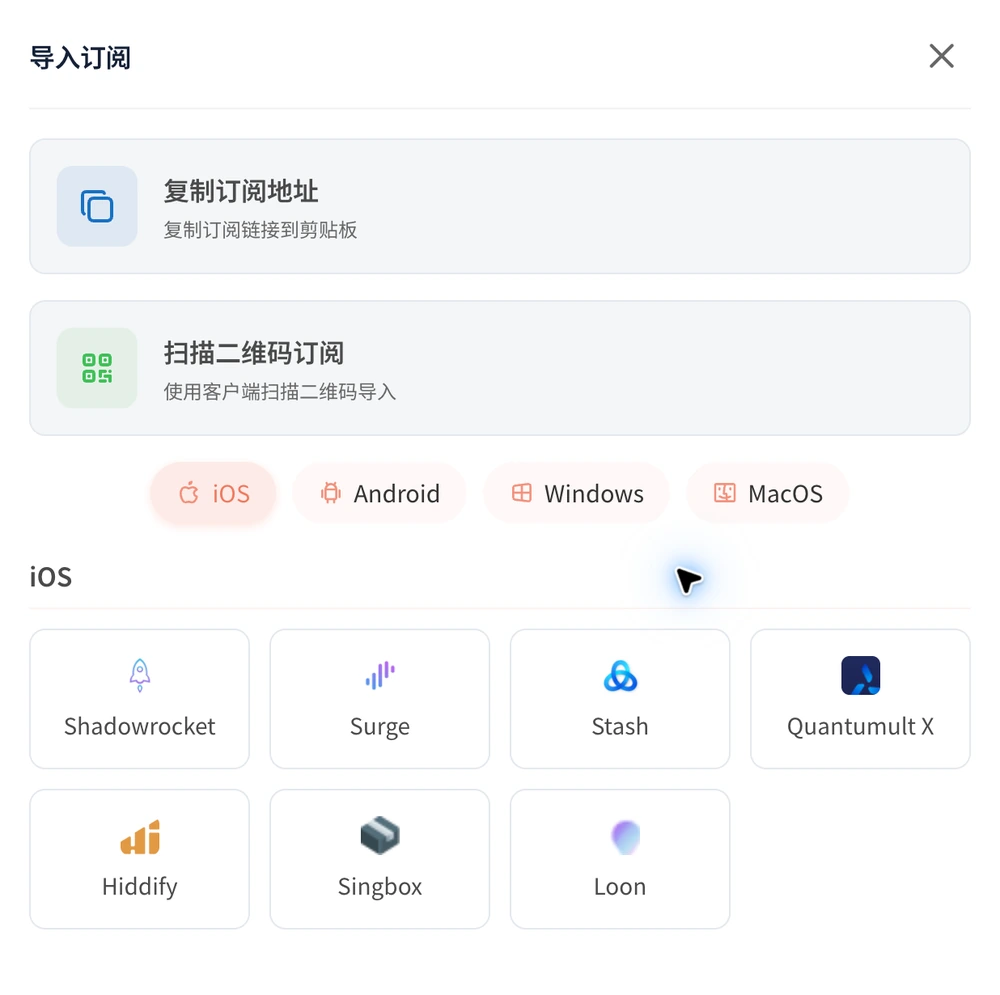 导入订阅
复制订阅地址
复制订阅链接到剪贴板
扫描二维码订阅
使用客户端扫描二维码导入
iOS
Android
Windows
MacOS
iOS
Shadowrocket
Surge
Stash
Quantumult X
Hiddify
Singbox
Loon